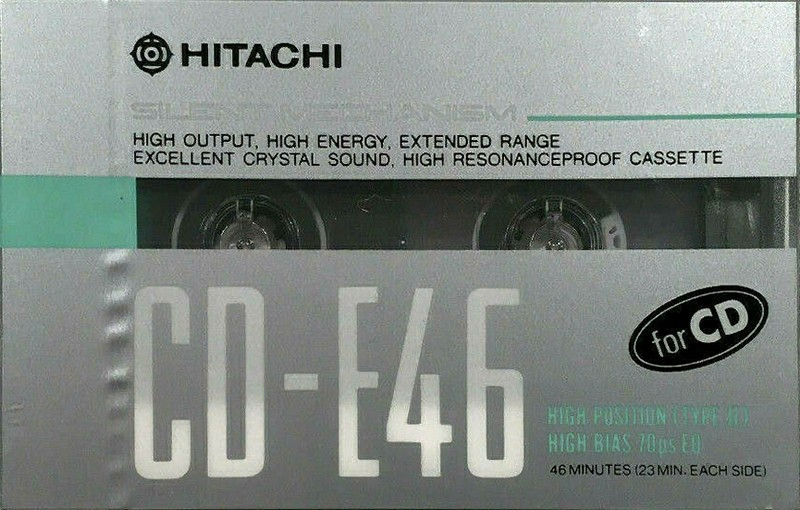 HITACHI
SILENT MECHANISM
HIGH OUTPUT, HIGH ENERGY, EXTENDED RANGE
EXCELLENT CRYSTAL SOUND, HIGH RESONANCEPROOF CASSETTE
CD-E46
for CD
HIGH POSITION (TYPE II)
HIGH BIAS 70μs EQ
46 MINUTES (23 MIN. EACH SIDE)